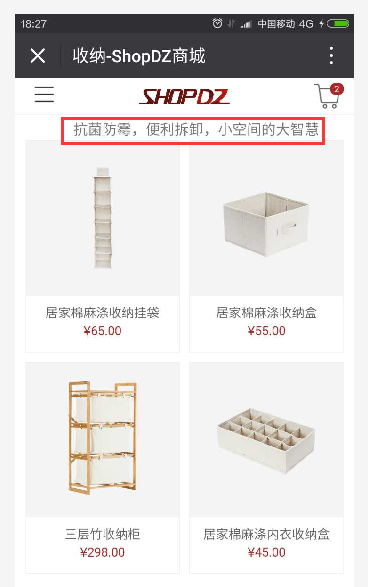 18:27 中国移动 4G
收纳-ShopDZ商城
SHOPDZ 2
抗菌防霉，便利拆卸，小空间的大智慧
居家棉麻涤收纳挂袋 居家棉麻涤收纳盒
¥65.00 ¥55.00
三层竹收纳柜 居家棉麻涤内衣收纳盒
¥298.00 ¥45.00